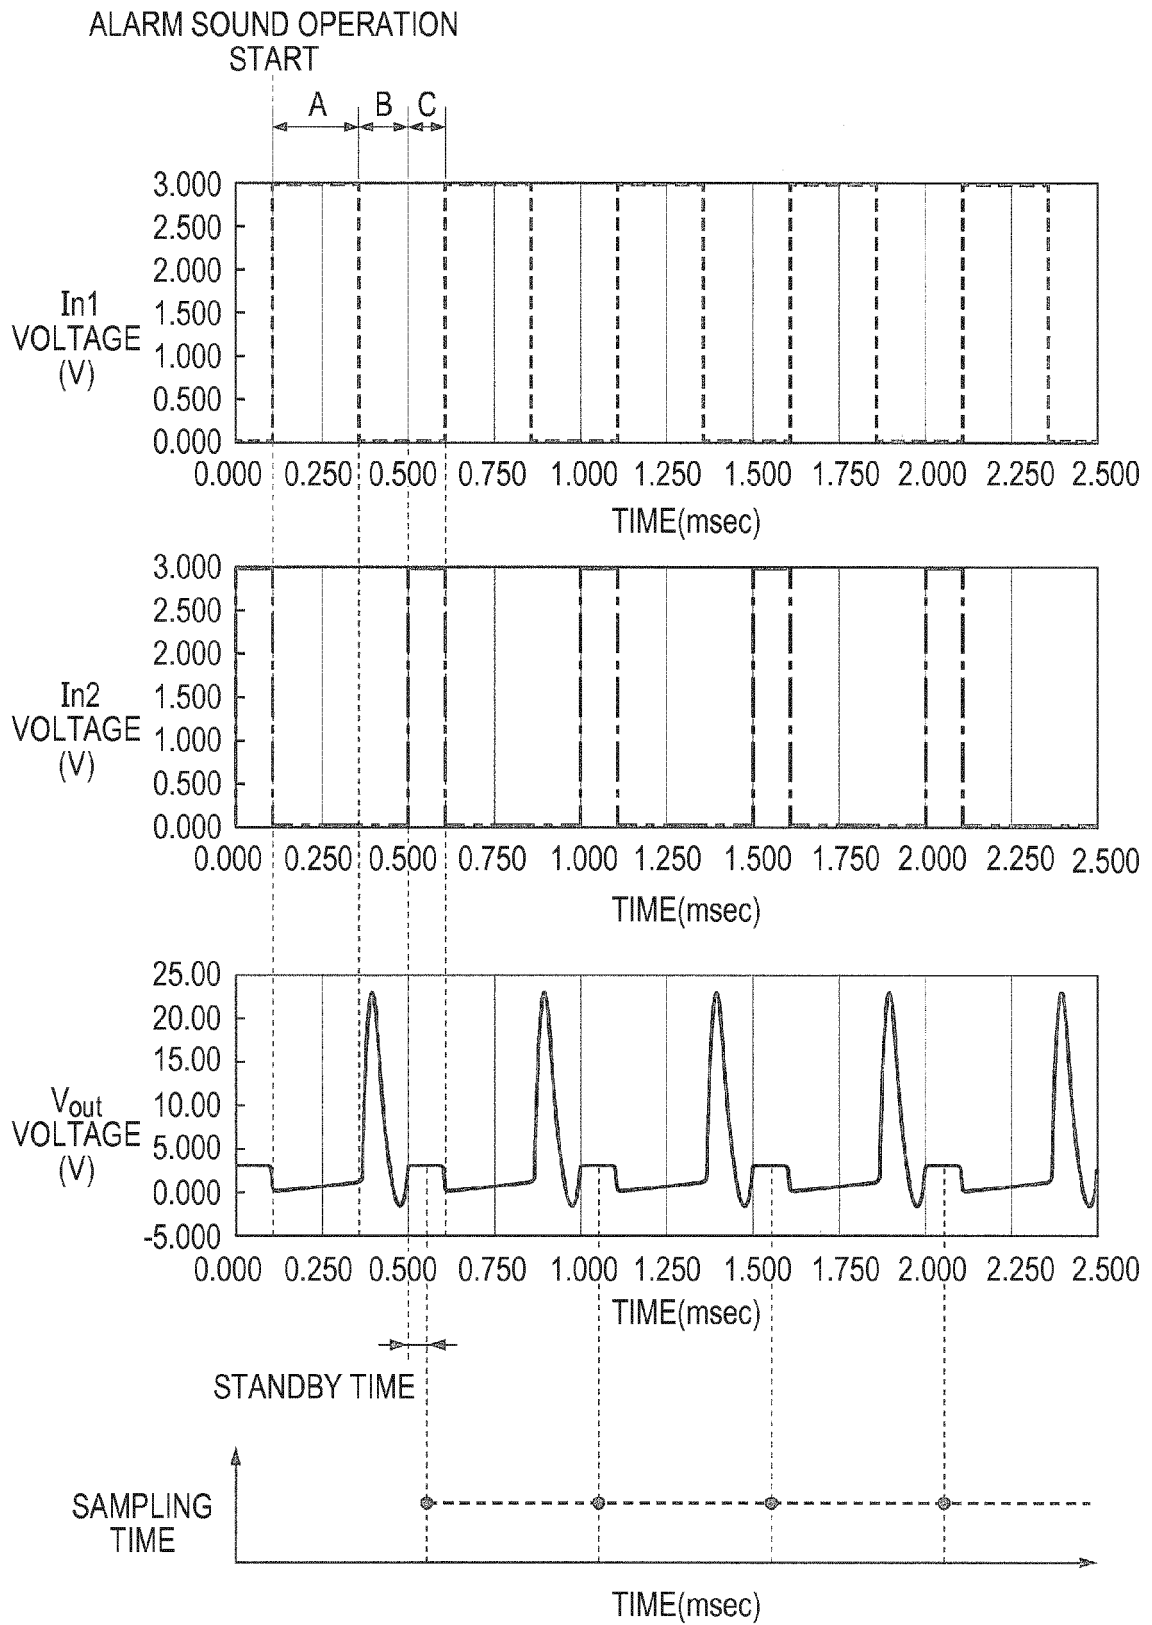 ALARM SOUND OPERATION
START
A B C
3.000
2.500
2.000
1.500
1.000
0.500
0.000
In1
VOLTAGE
(V)
0.000 0.250 0.500 0.750 1.000 1.250 1.500 1.750 2.000 2.250 2.500
TIME(msec)
3.000
2.500
2.000
1.500
1.000
0.500
0.000
In2
VOLTAGE
(V)
0.000 0.250 0.500 0.750 1.000 1.250 1.500 1.750 2.000 2.250 2.500
TIME(msec)
25.00
20.00
15.00
10.00
5.000
0.000
-5.000
Vout
VOLTAGE
(V)
0.000 0.250 0.500 0.750 1.000 1.250 1.500 1.750 2.000 2.250 2.500
TIME(msec)
STANDBY TIME
SAMPLING
TIME
TIME(msec)